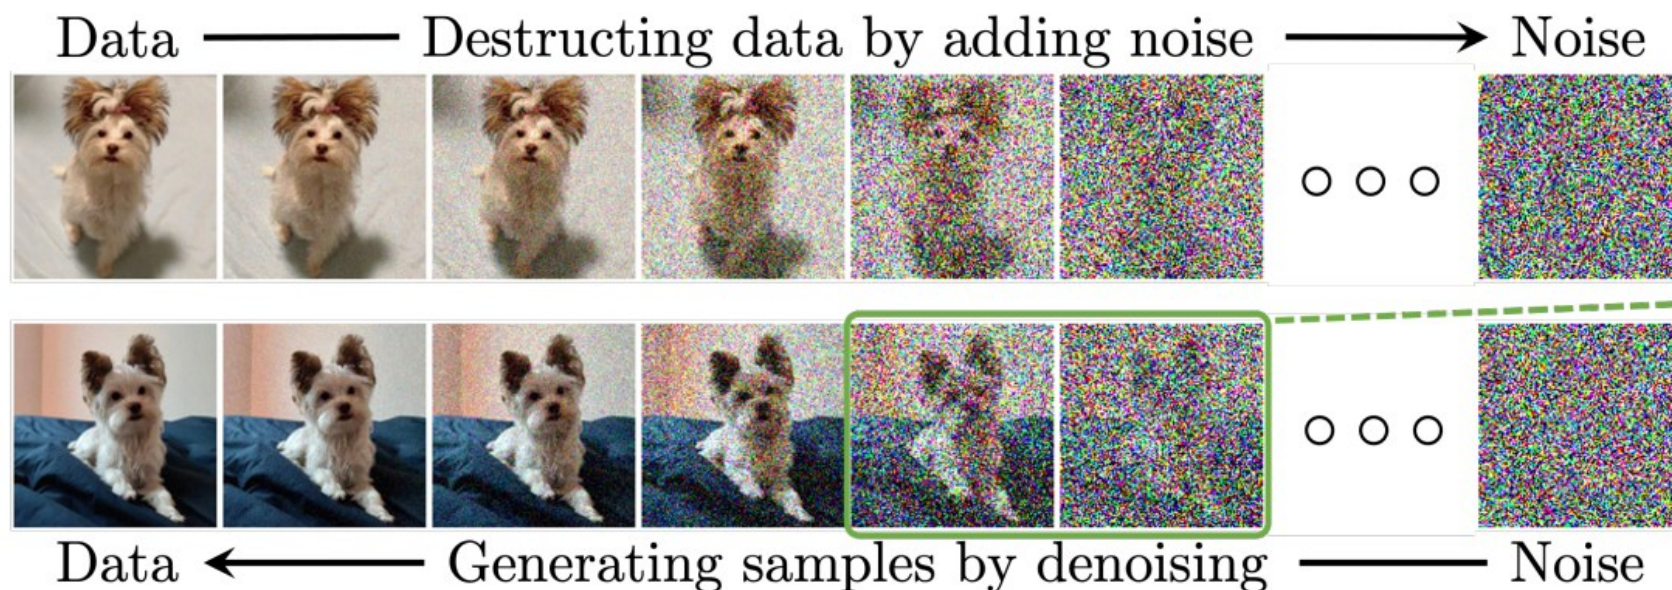 Data Destructing data by adding noise Noise
Data Generating samples by denoising Noise